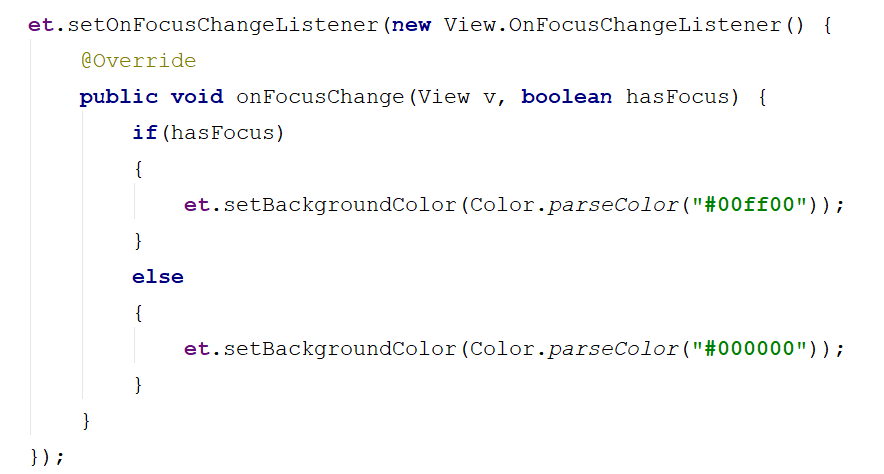 et.setOnFocusChangeListener(new View.OnFocusChangeListener() {
    @Override
    public void onFocusChange(View v, boolean hasFocus) {
        if(hasFocus)
        {
            et.setBackgroundColor(Color.parseColor("#00ff00"));
        }
        else
        {
            et.setBackgroundColor(Color.parseColor("#000000"));
        }
    }
});